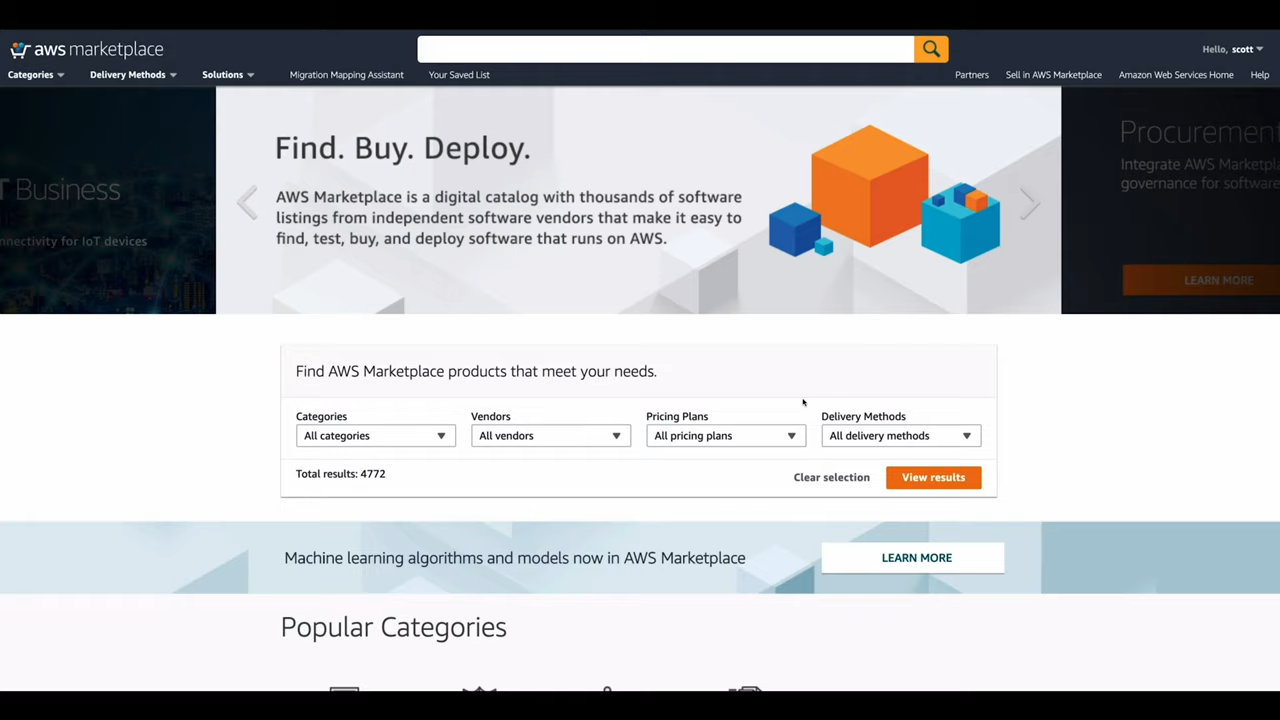 aws marketplace
Hello, scott
Categories Delivery Methods Solutions Migration Mapping Assistant Your Saved List Partners Sell in AWS Marketplace Amazon Web Services Home Help
Find. Buy. Deploy.
AWS Marketplace is a digital catalog with thousands of software
listings from independent software vendors that make it easy to
find, test, buy, and deploy software that runs on AWS.
T Business
nnectivity for IoT devices
Procurement
Integrate AWS Marketpla
governance for software
LEARN MORE
Find AWS Marketplace products that meet your needs.
Categories Vendors Pricing Plans Delivery Methods
All categories All vendors All pricing plans All delivery methods
Total results: 4772
Clear selection View results
Machine learning algorithms and models now in AWS Marketplace
LEARN MORE
Popular Categories